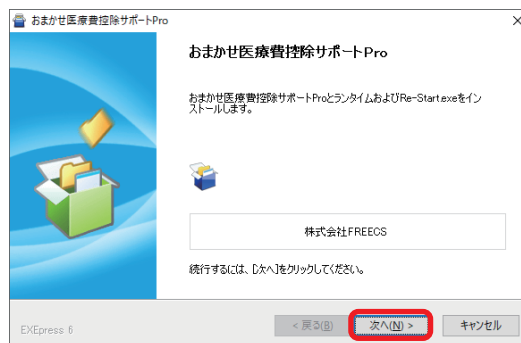 おまかせ医療費控除サポートPro
おまかせ医療費控除サポートPro
おまかせ医療費控除サポートProとランタイムおよびRe-Start.exeをイン
ストールします。
株式会社FREECS
続行するには、[次へ]をクリックしてください。
EXEpress 6
< 戻る(B)
次へ(N) >
キャンセル